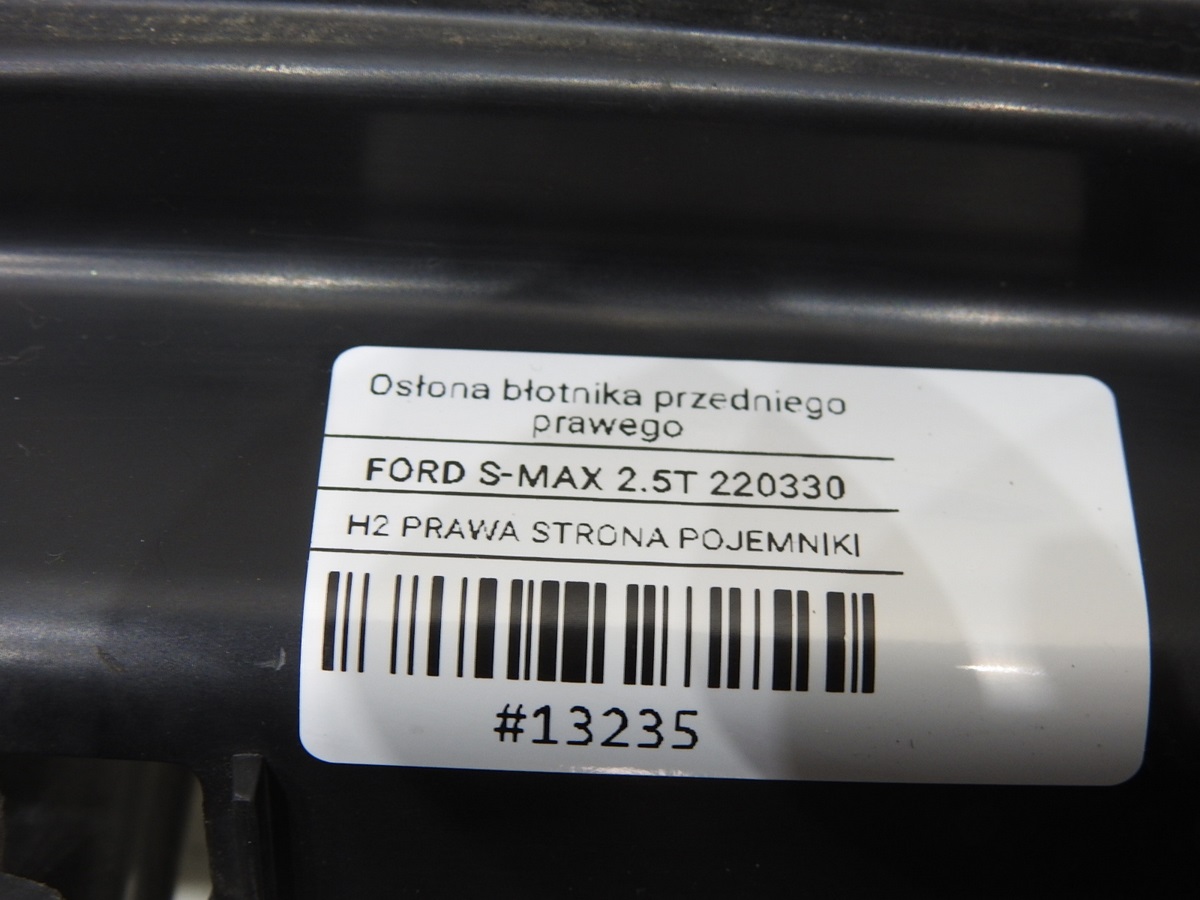 Osłona błotnika przedniego
prawego
FORD S-MAX 2.5T 220330
H2 PRAWA STRONA POJEMNIKI
#13235